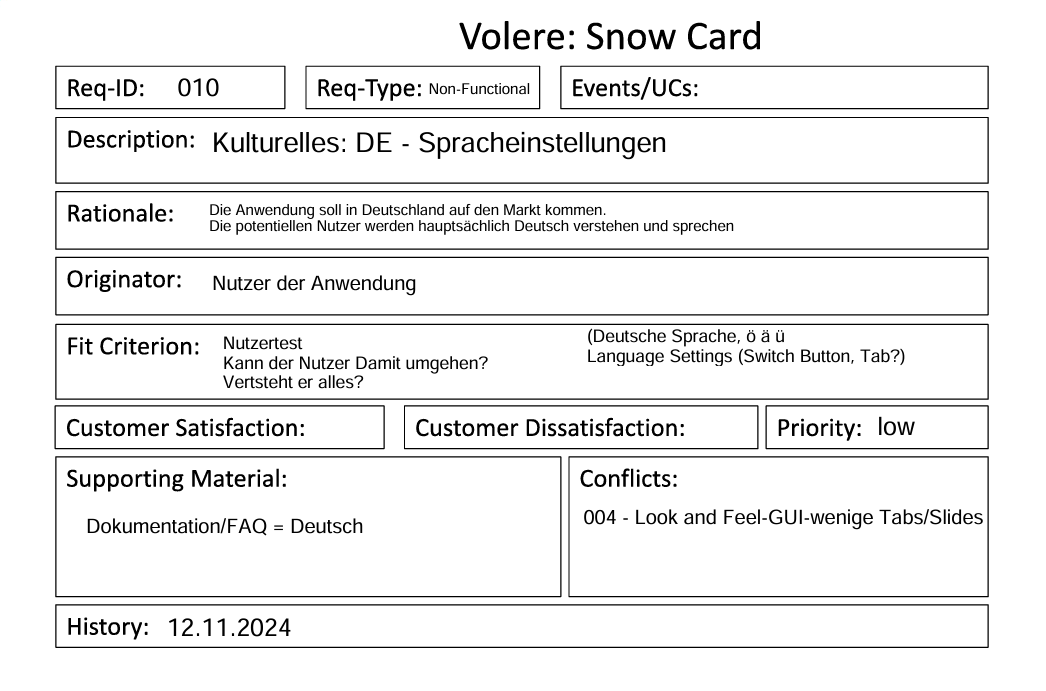 Volere: Snow Card
Req-ID: 010
Req-Type: Non-Functional
Events/UCs:
Description: Kulturelles: DE - Spracheinstellungen
Rationale: Die Anwendung soll in Deutschland auf den Markt kommen.
Die potentiellen Nutzer werden hauptsächlich Deutsch verstehen und sprechen
Originator: Nutzer der Anwendung
Fit Criterion: Nutzertest
Kann der Nutzer Damit umgehen?
Vertsteht er alles?
(Deutsche Sprache, ö ä ü
Language Settings (Switch Button, Tab?)
Customer Satisfaction:
Customer Dissatisfaction:
Priority: low
Supporting Material:
Dokumentation/FAQ = Deutsch
Conflicts:
004 - Look and Feel-GUI-wenige Tabs/Slides
History: 12.11.2024